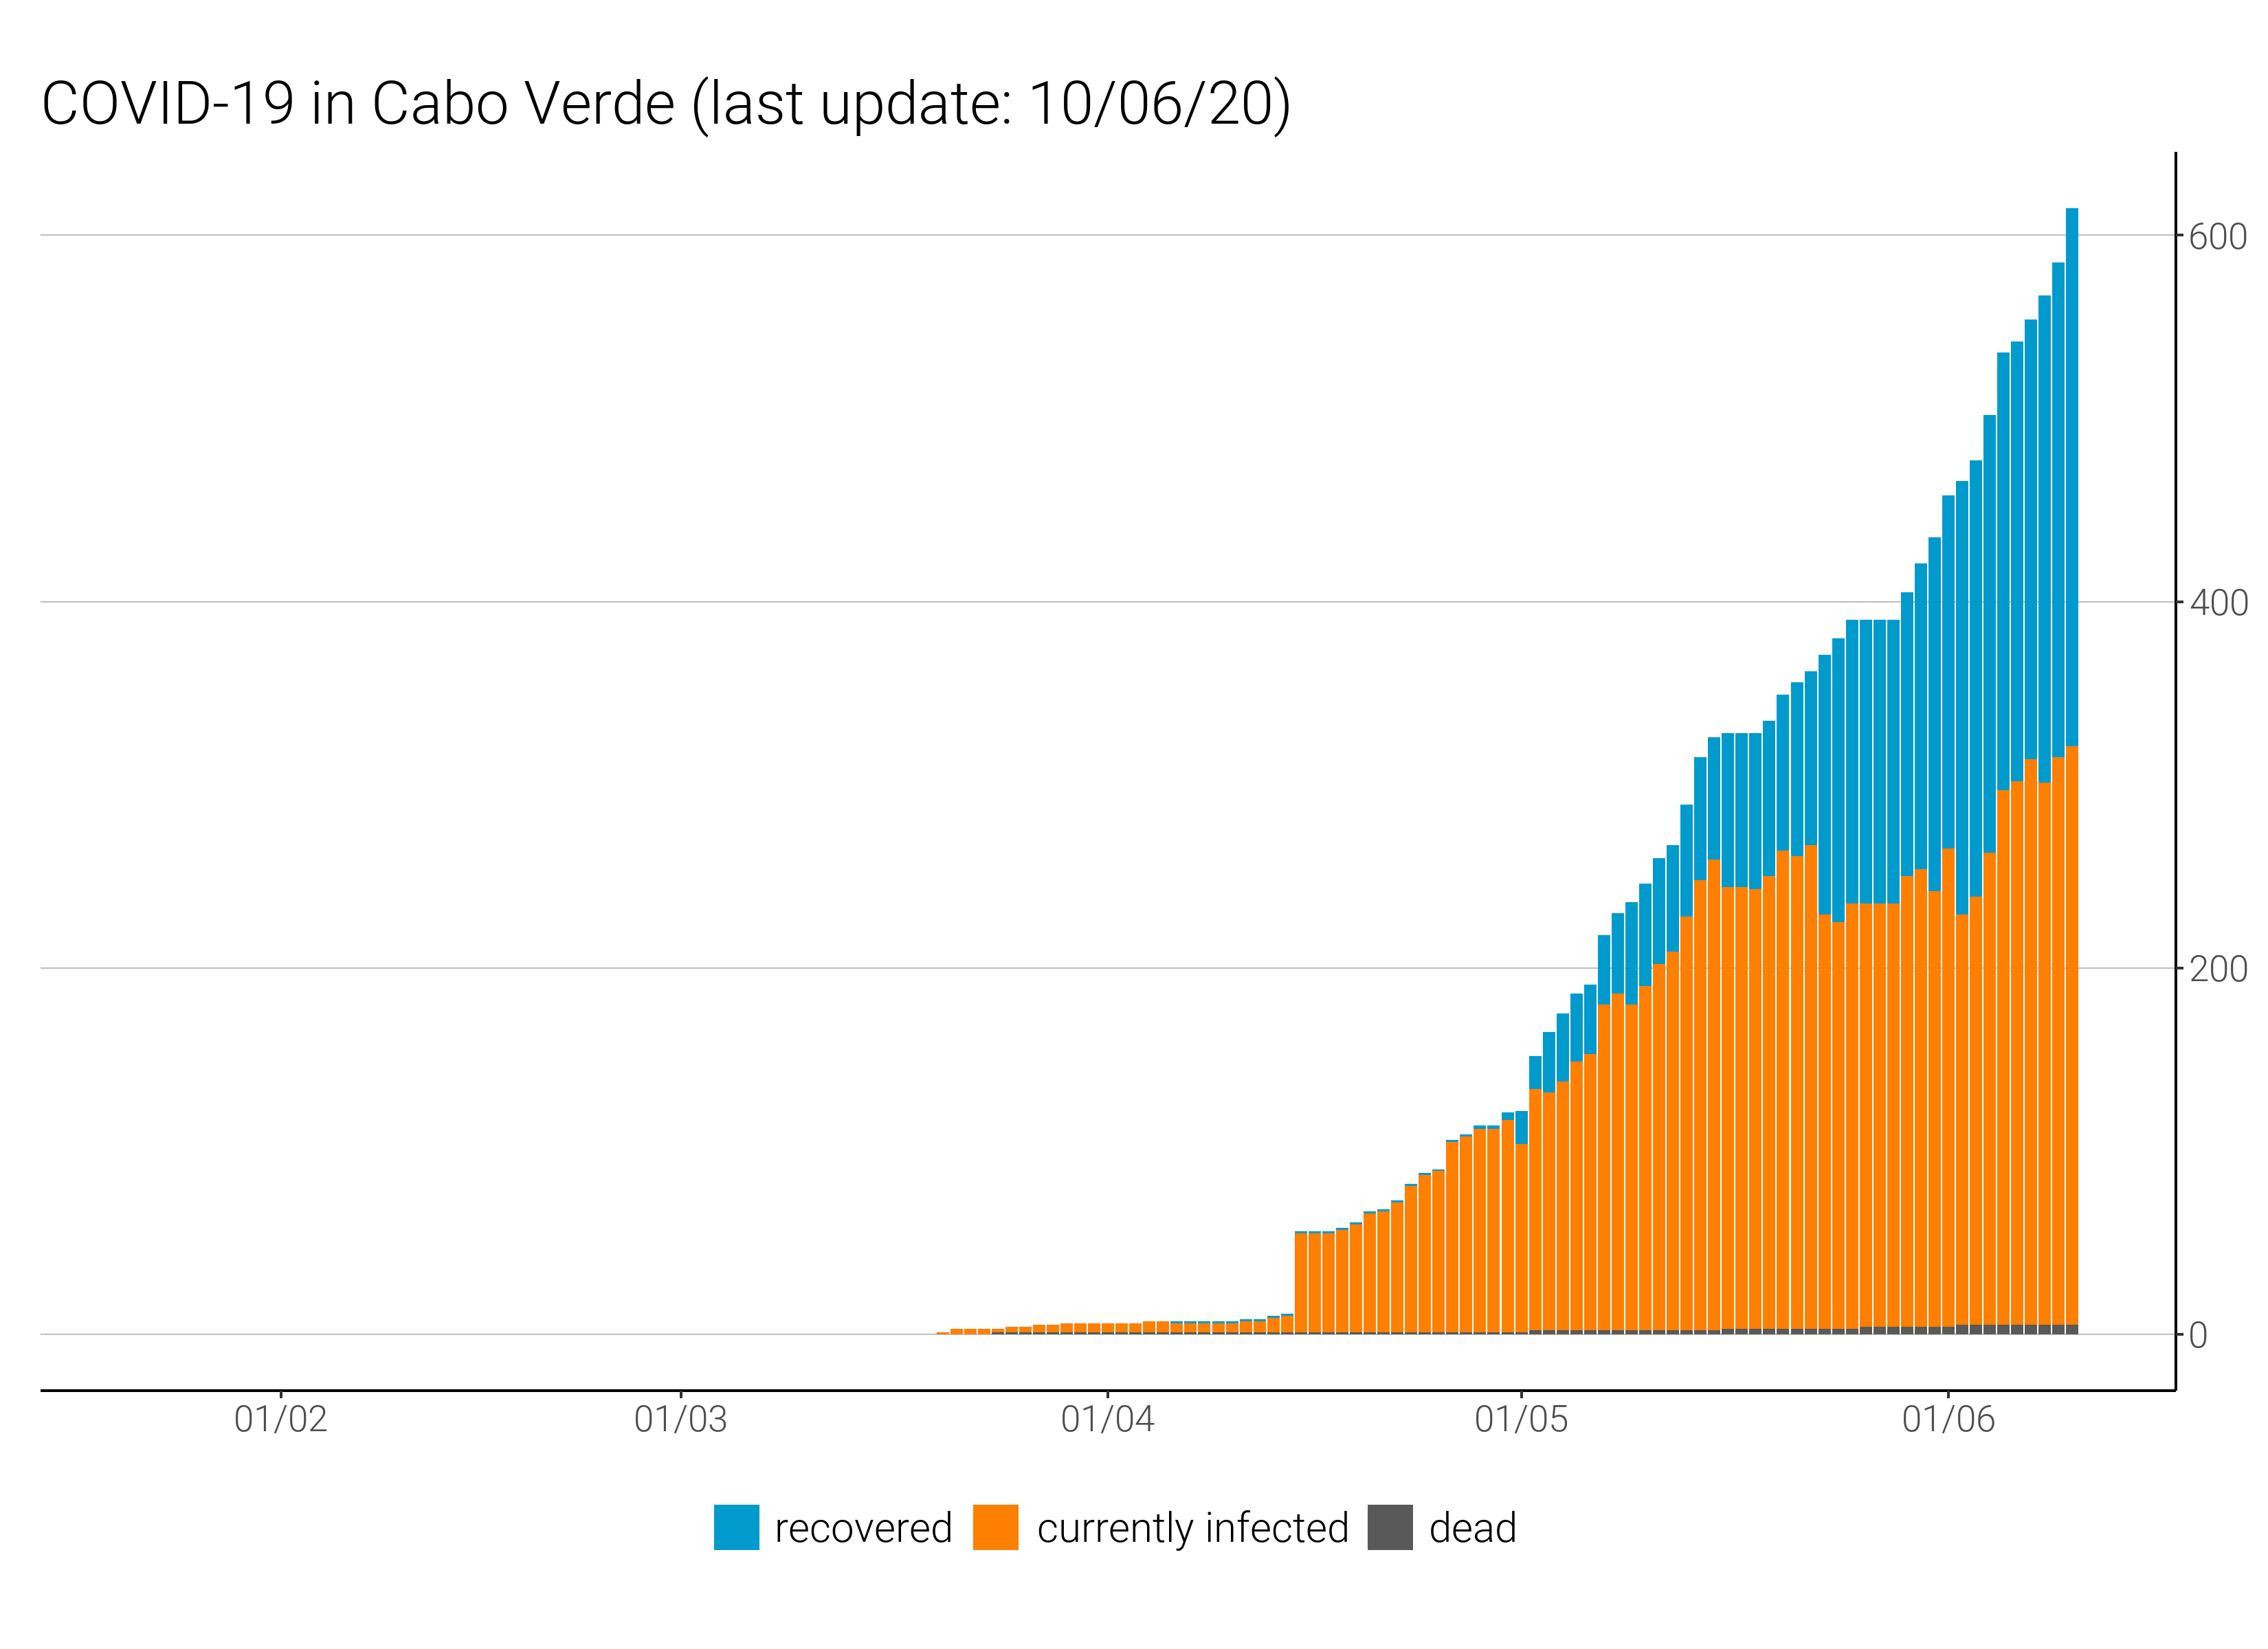 COVID-19 in Cabo Verde (last update: 10/06/20)
600
400
200
0
01/02 01/03 01/04 01/05 01/06
recovered currently infected dead